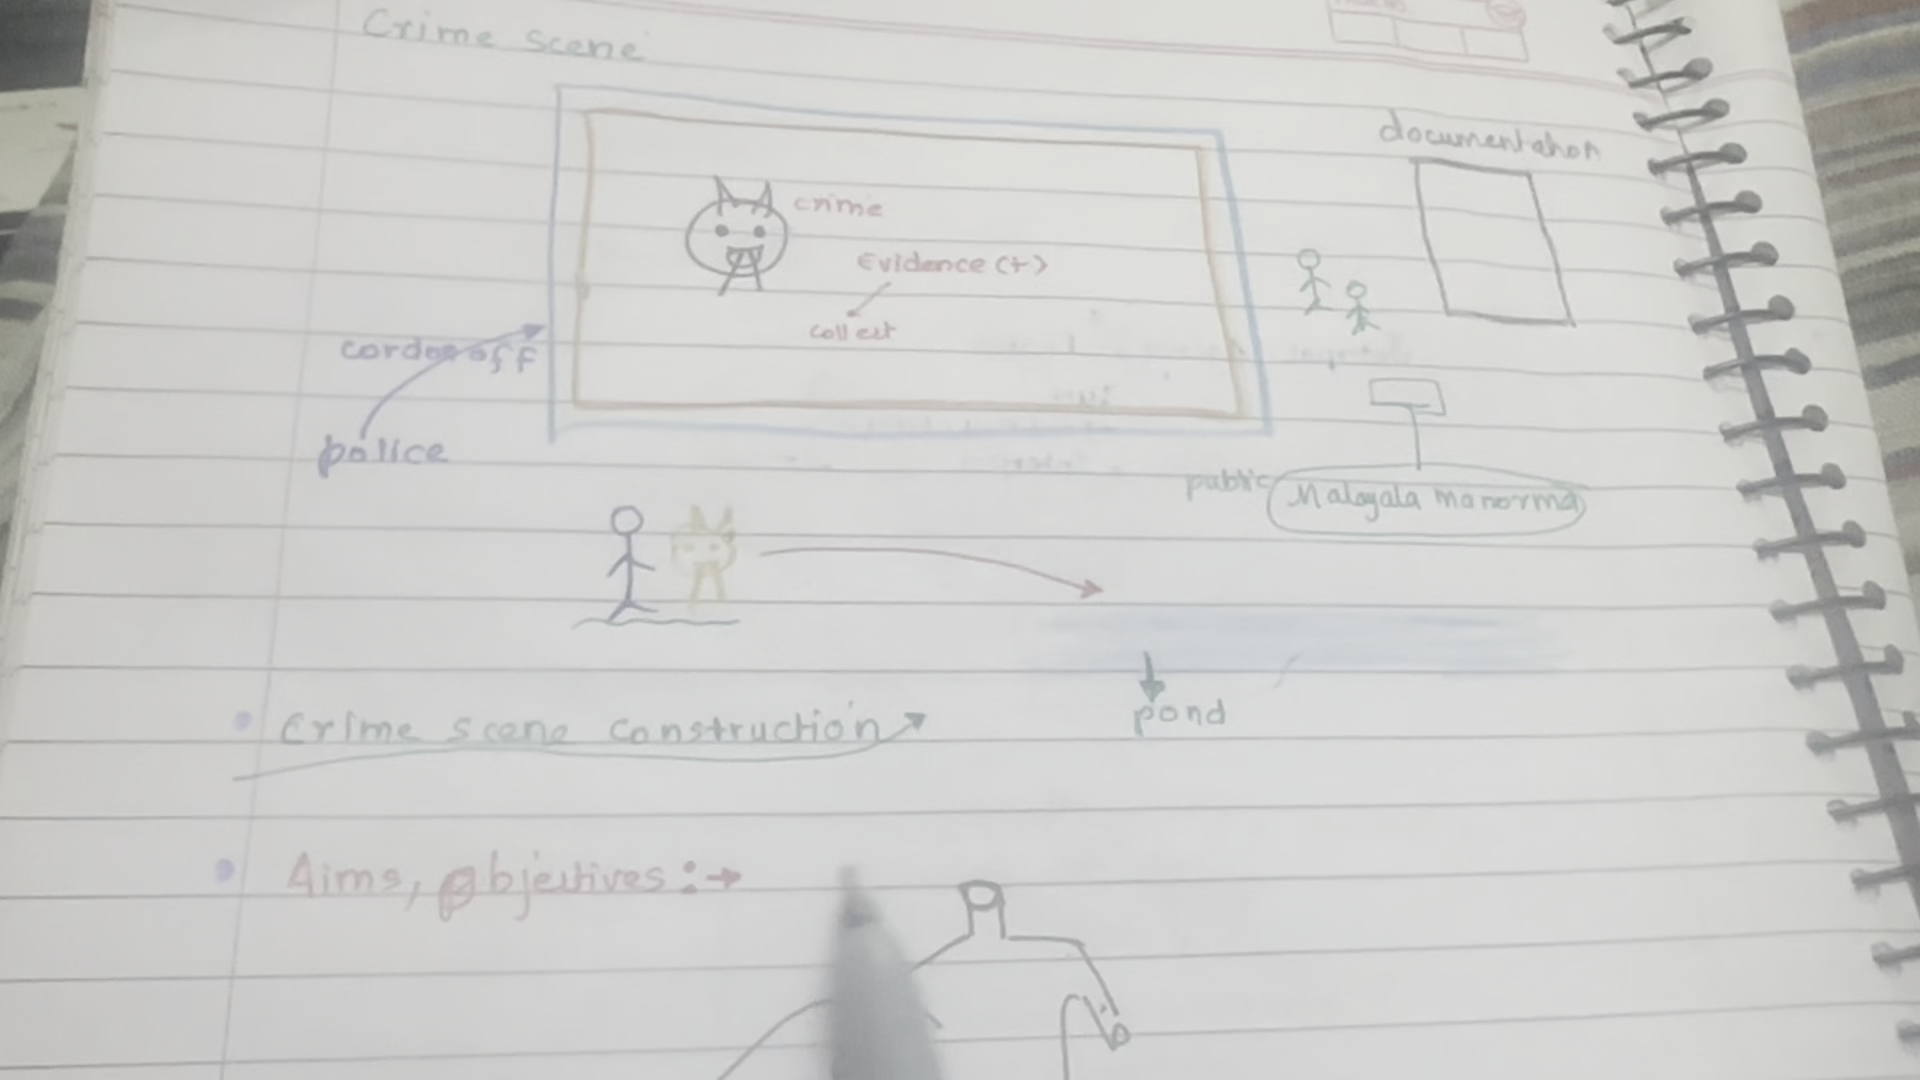 Crime scene
documentation
crime
Evidence (+)
collect
cordon off
police
public
Malayala manorma
pond
Crime scene construction
Aims, objectives :→